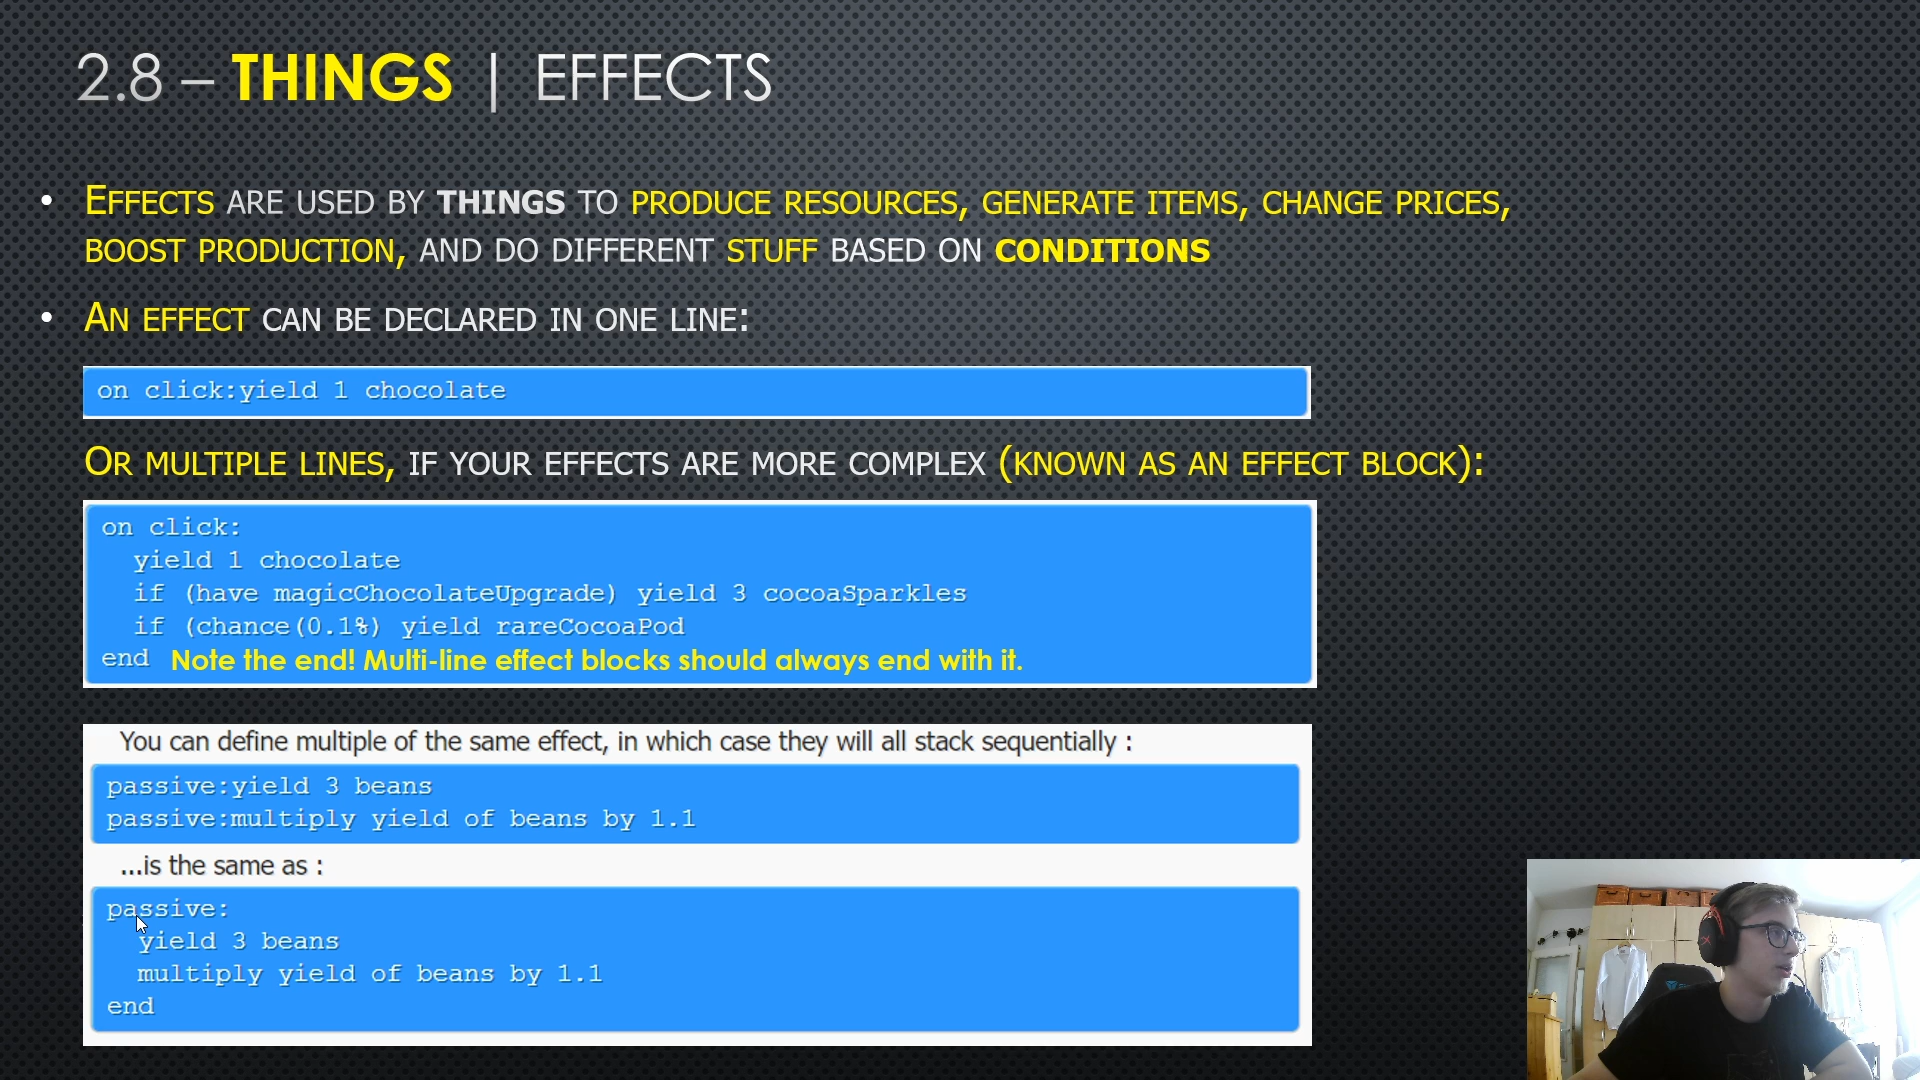 2.8 – THINGS | EFFECTS
• EFFECTS ARE USED BY THINGS TO PRODUCE RESOURCES, GENERATE ITEMS, CHANGE PRICES,
BOOST PRODUCTION, AND DO DIFFERENT STUFF BASED ON CONDITIONS
• AN EFFECT CAN BE DECLARED IN ONE LINE:
on click:yield 1 chocolate
OR MULTIPLE LINES, IF YOUR EFFECTS ARE MORE COMPLEX (KNOWN AS AN EFFECT BLOCK):
on click:
yield 1 chocolate
if (have magicChocolateUpgrade) yield 3 cocoaSparkles
if (chance(0.1%) yield rareCocoaPod
end Note the end! Multi-line effect blocks should always end with it.
You can define multiple of the same effect, in which case they will all stack sequentially :
passive:yield 3 beans
passive:multiply yield of beans by 1.1
...is the same as :
passive:
yield 3 beans
multiply yield of beans by 1.1
end